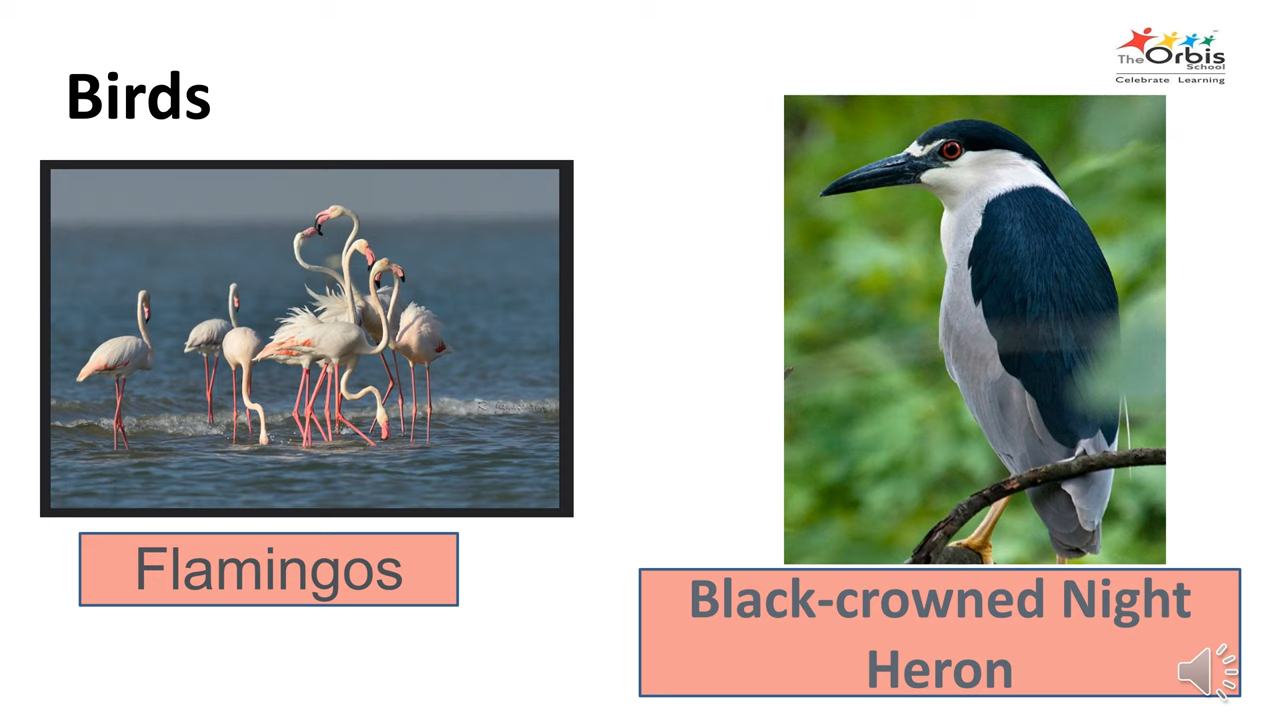 Birds
The Orbis
School
Celebrate Learning
Flamingos
Black-crowned Night
Heron